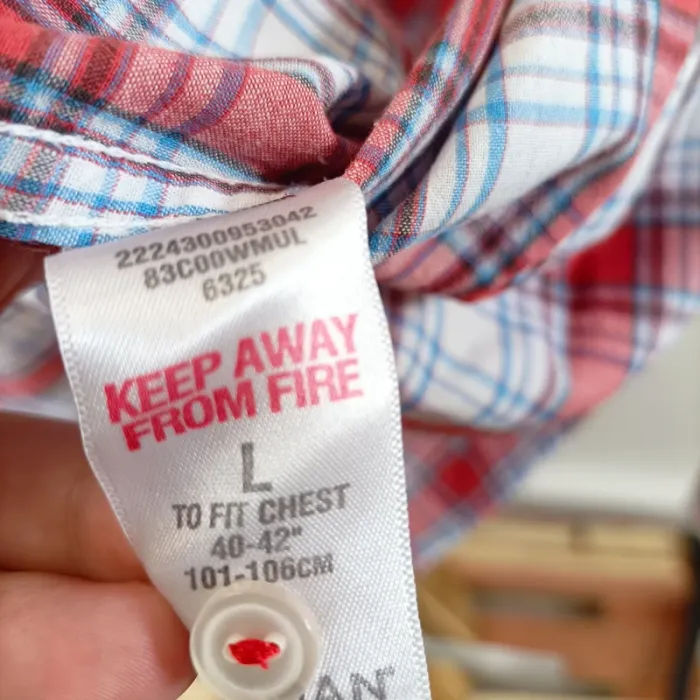 2224300953042
83C00WMUL
6325
KEEP AWAY
FROM FIRE
L
TO FIT CHEST
40-42"
101-106CM